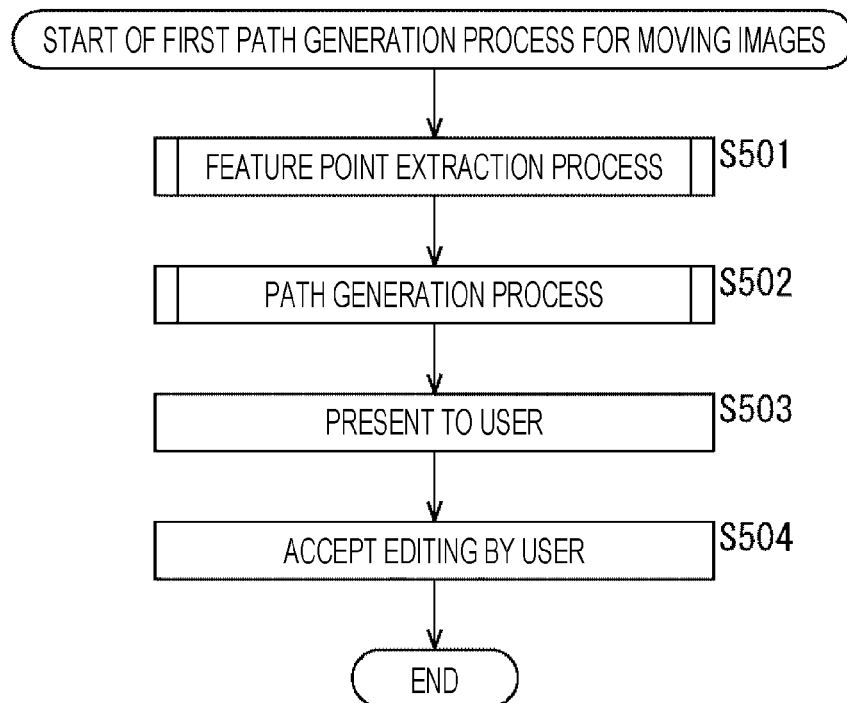 START OF FIRST PATH GENERATION PROCESS FOR MOVING IMAGES
FEATURE POINT EXTRACTION PROCESS
S501
PATH GENERATION PROCESS
S502
PRESENT TO USER
S503
ACCEPT EDITING BY USER
S504
END